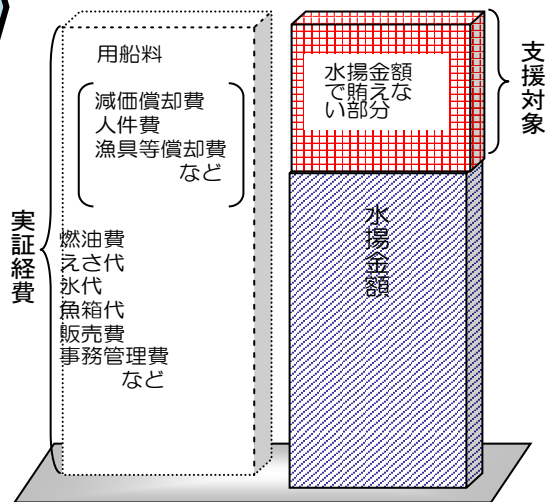 用船料
減価償却費
人件費
漁具等償却費
など
実証経費
燃油費
えさ代
氷代
魚箱代
販売費
事務管理費
など
水揚金額
で賄えな
い部分
支援対象
水揚金額